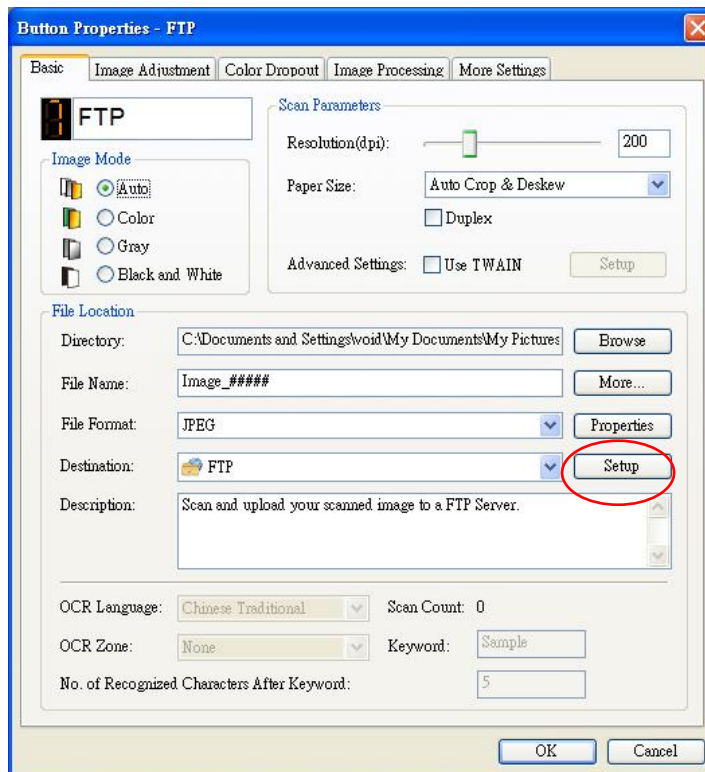 Button Properties - FTP
Basic Image Adjustment Color Dropout Image Processing More Settings
1 FTP
Scan Parameters
Resolution(dpi): 200
Image Mode
Auto
Paper Size: Auto Crop & Deskew
Color
Duplex
Gray
Advanced Settings: Use TWAIN Setup
Black and White
File Location
Directory: C:\Documents and Settings\void\My Documents\My Pictures Browse
File Name: Image_##### More...
File Format: JPEG Properties
Destination: FTP Setup
Description: Scan and upload your scanned image to a FTP Server.
OCR Language: Chinese Traditional Scan Count: 0
OCR Zone: None Keyword: Sample
No. of Recognized Characters After Keyword: 5
OK Cancel